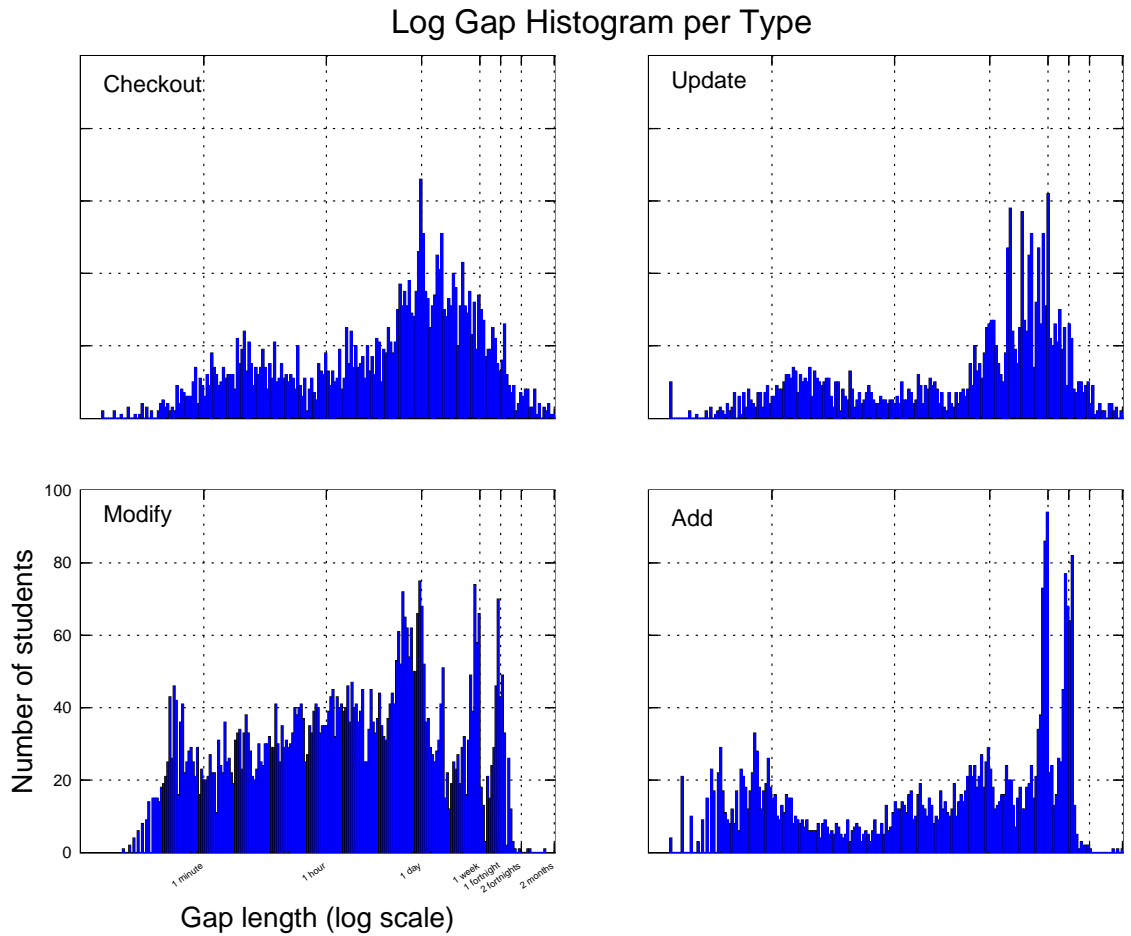 Log Gap Histogram per Type
Checkout
Update
Modify
Add
100
80
60
40
20
0
Number of students
1 minute
1 hour
1 day
1 week
1 fortnight
2 fortnights
2 months
Gap length (log scale)